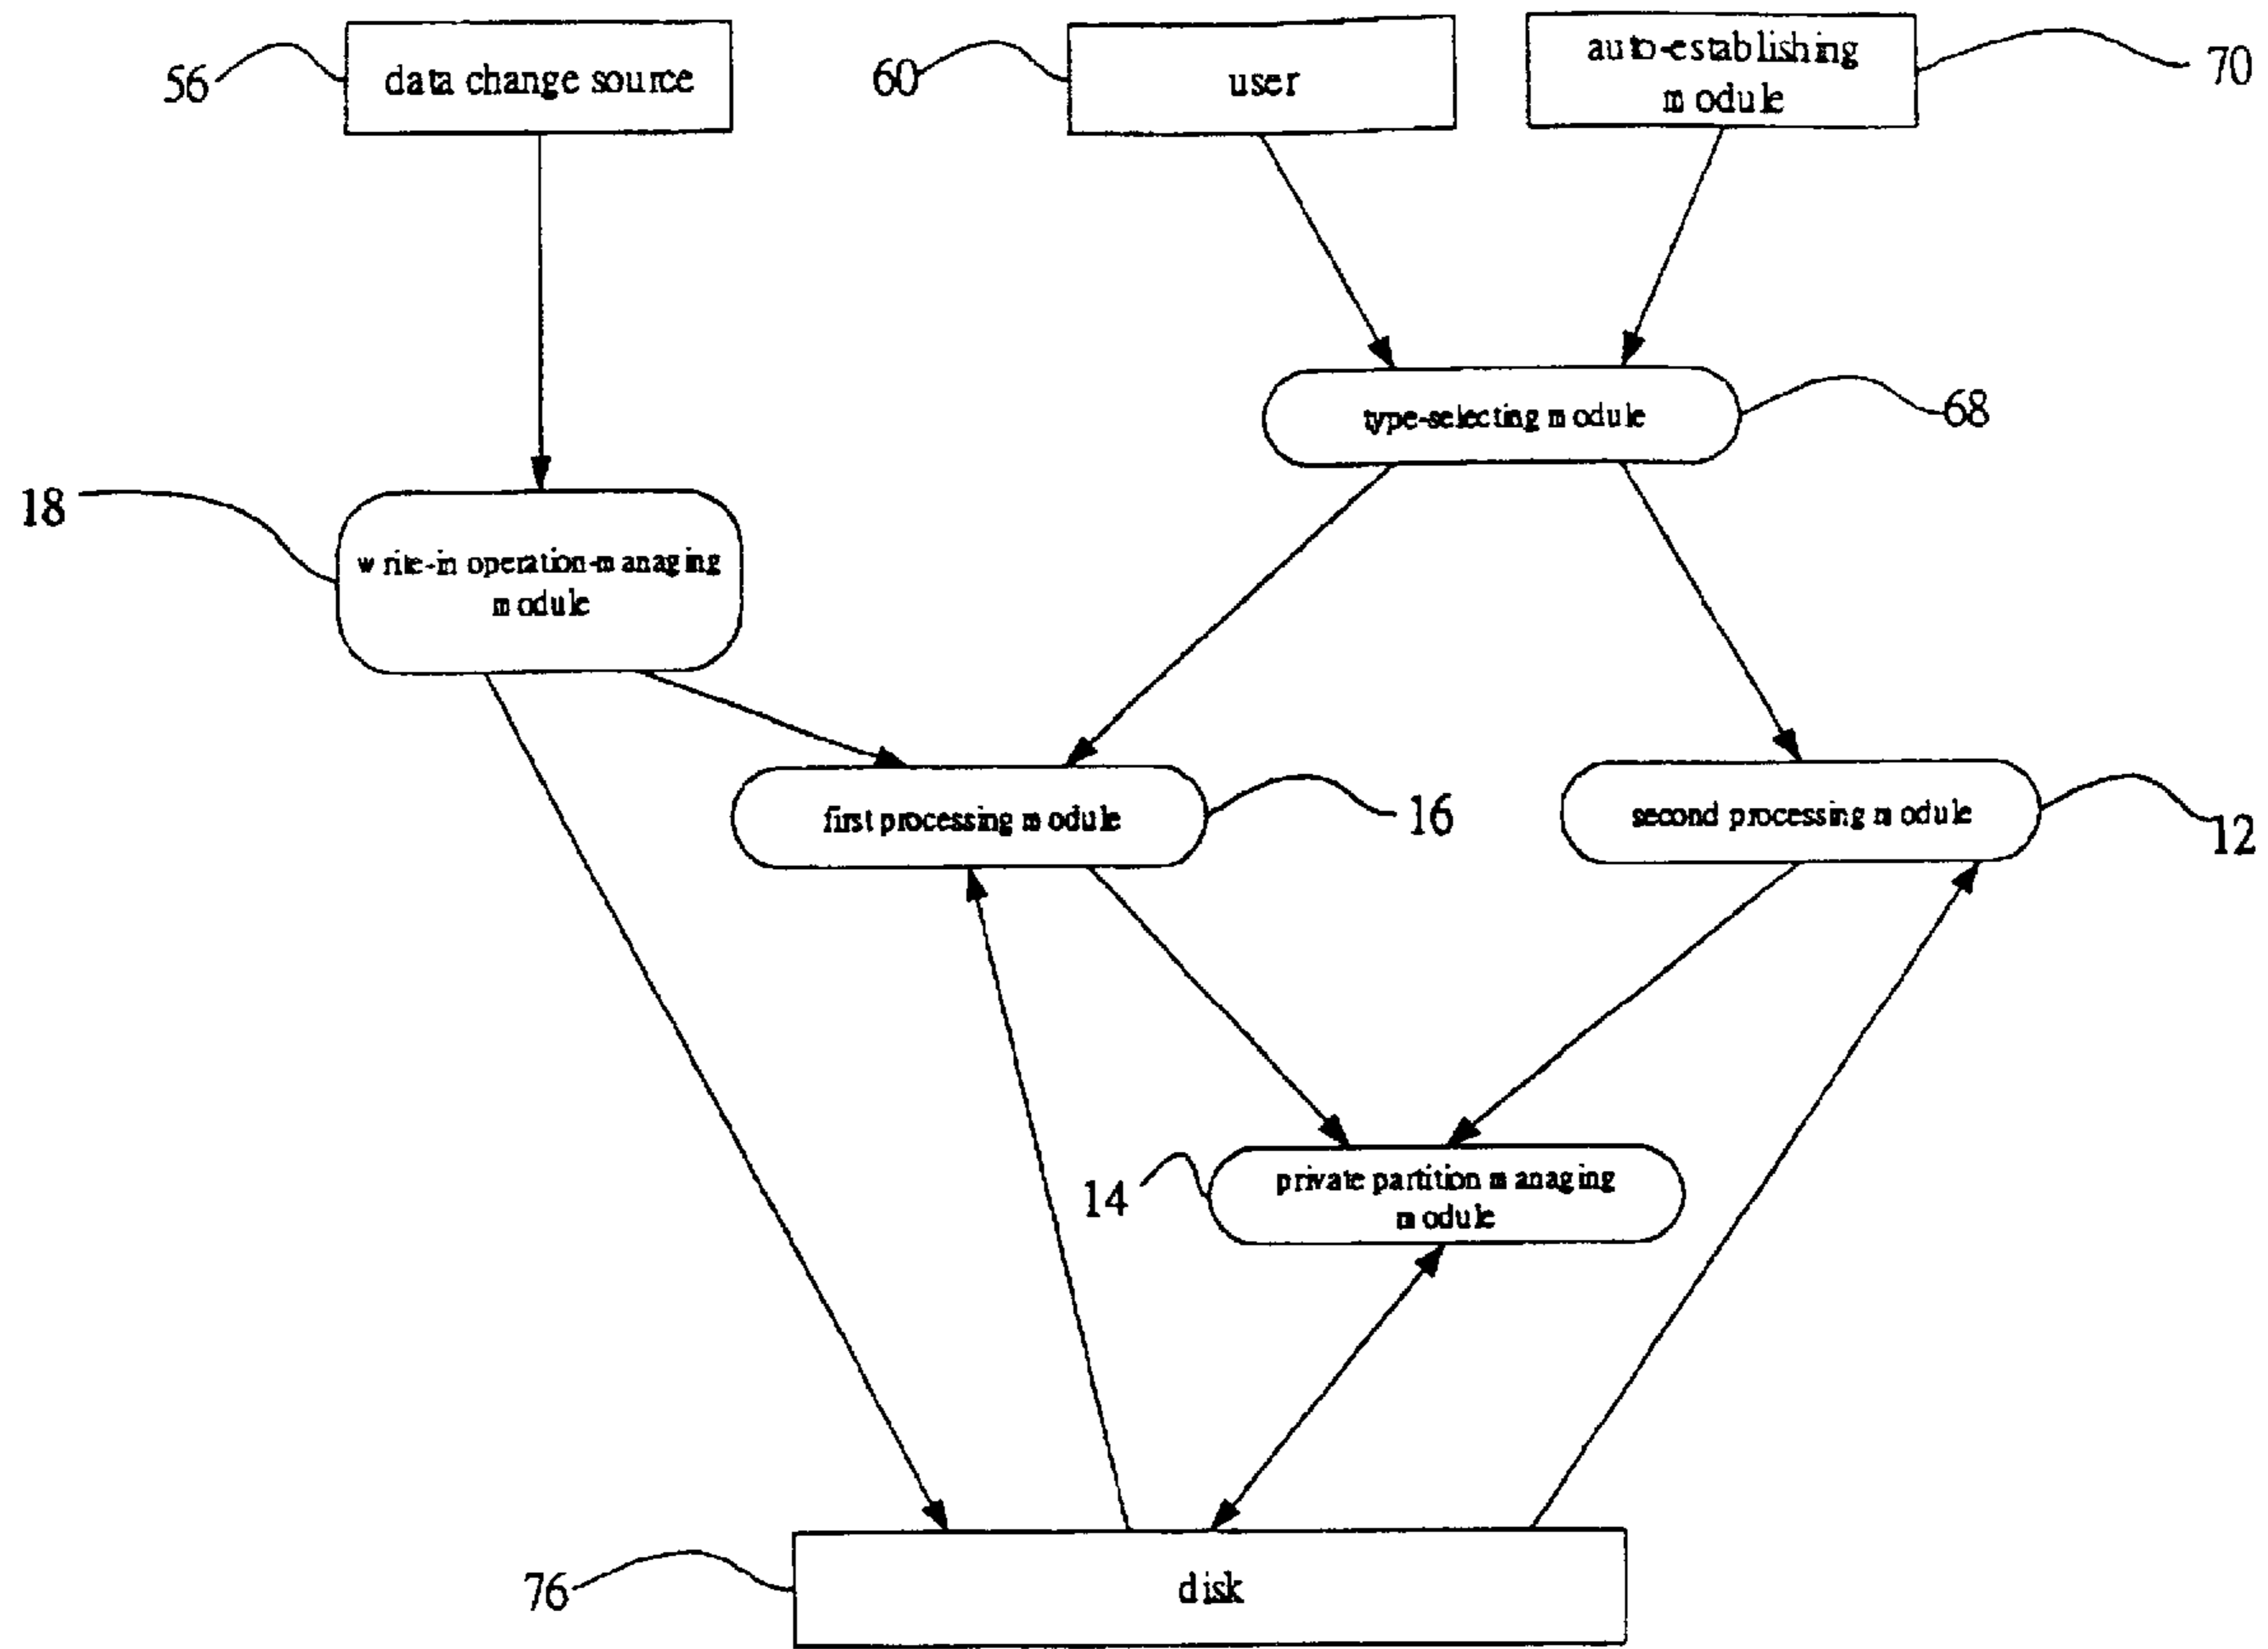 56
data change source
60
user
auto-establishing
module
70
type-selecting module
68
18
write-in operation-managing
module
first processing module
16
second processing module
12
14
private partition managing
module
76
disk